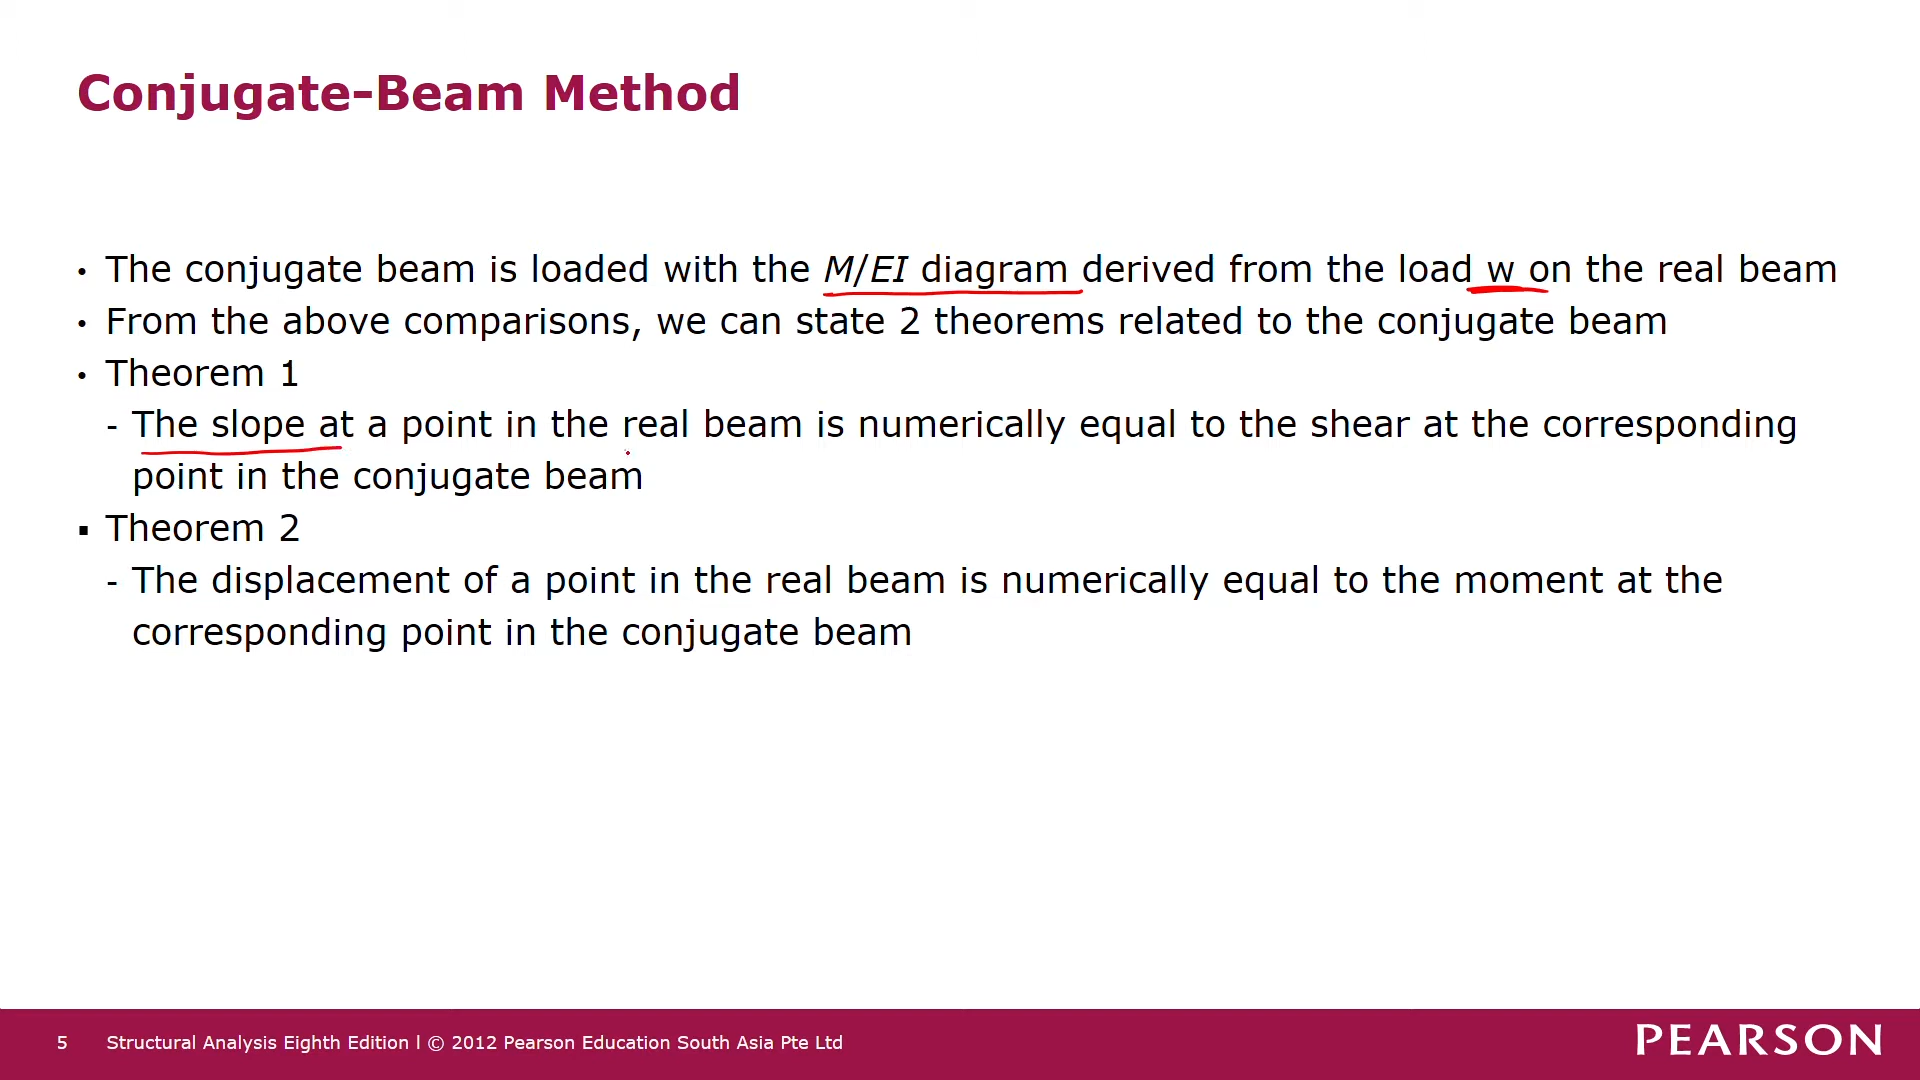 Conjugate-Beam Method
• The conjugate beam is loaded with the M/EI diagram derived from the load w on the real beam
• From the above comparisons, we can state 2 theorems related to the conjugate beam
• Theorem 1
- The slope at a point in the real beam is numerically equal to the shear at the corresponding
point in the conjugate beam
▪ Theorem 2
- The displacement of a point in the real beam is numerically equal to the moment at the
corresponding point in the conjugate beam
5 Structural Analysis Eighth Edition l © 2012 Pearson Education South Asia Pte Ltd
PEARSON